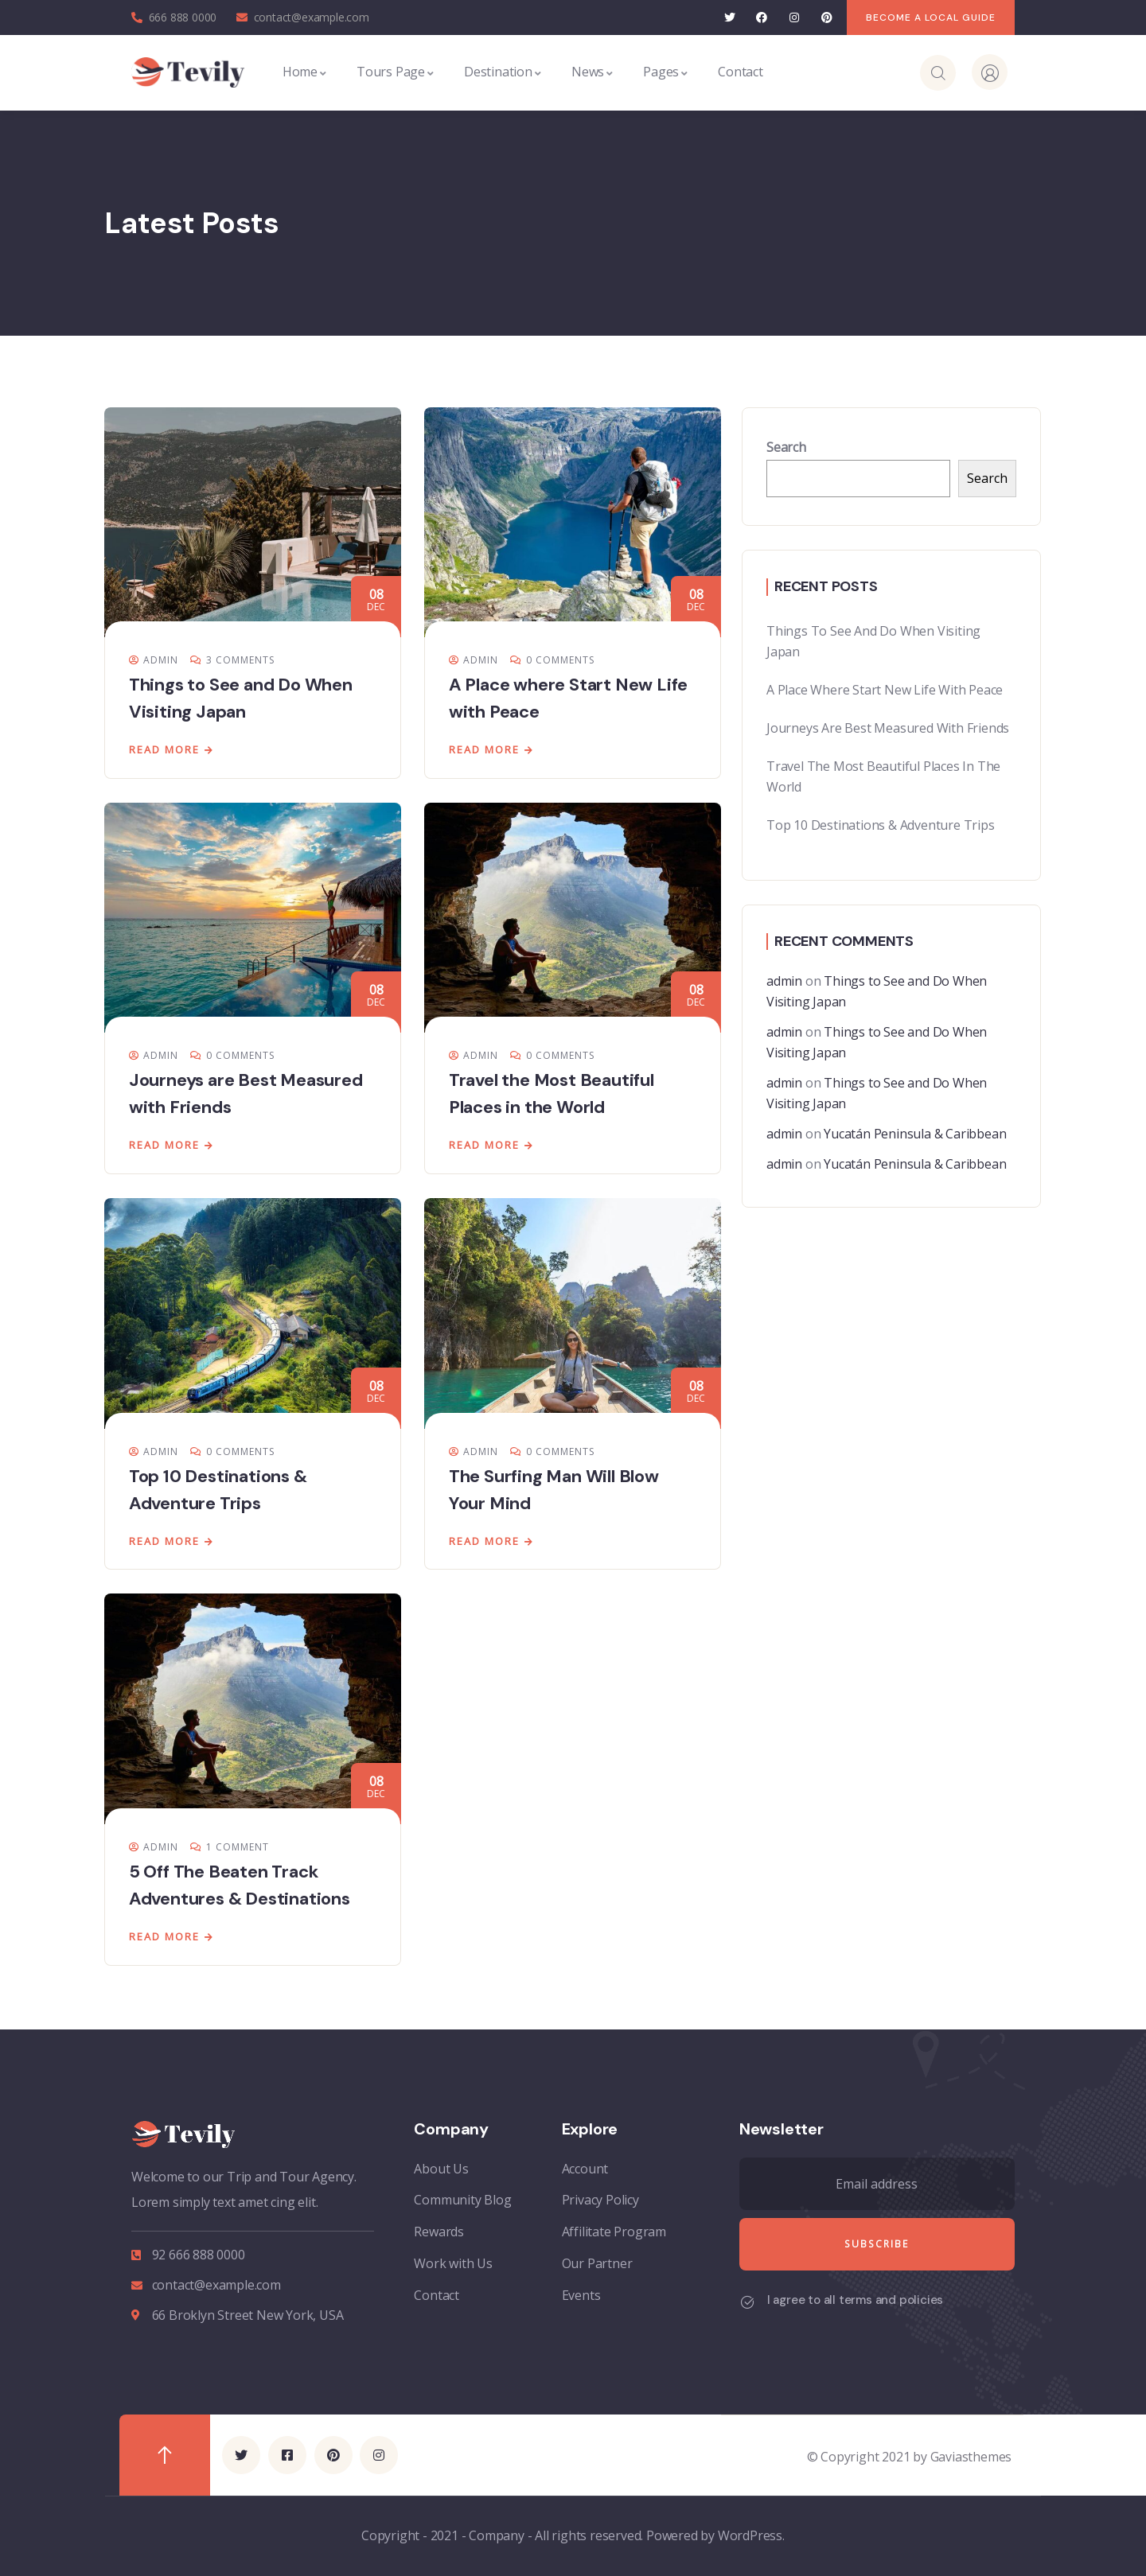 666 888 0000 contact@example.com BECOME A LOCAL GUIDE
Tevily Home Tours Page Destination News Pages Contact
Latest Posts
08
DEC
ADMIN 3 COMMENTS
Things to See and Do When
Visiting Japan
READ MORE
08
DEC
ADMIN 0 COMMENTS
A Place where Start New Life
with Peace
READ MORE
08
DEC
ADMIN 0 COMMENTS
Journeys are Best Measured
with Friends
READ MORE
08
DEC
ADMIN 0 COMMENTS
Travel the Most Beautiful
Places in the World
READ MORE
08
DEC
ADMIN 0 COMMENTS
Top 10 Destinations &
Adventure Trips
READ MORE
08
DEC
ADMIN 0 COMMENTS
The Surfing Man Will Blow
Your Mind
READ MORE
08
DEC
ADMIN 1 COMMENT
5 Off The Beaten Track
Adventures & Destinations
READ MORE
Search
Search
RECENT POSTS
Things To See And Do When Visiting
Japan
A Place Where Start New Life With Peace
Journeys Are Best Measured With Friends
Travel The Most Beautiful Places In The
World
Top 10 Destinations & Adventure Trips
RECENT COMMENTS
admin on Things to See and Do When
Visiting Japan
admin on Things to See and Do When
Visiting Japan
admin on Things to See and Do When
Visiting Japan
admin on Yucatán Peninsula & Caribbean
admin on Yucatán Peninsula & Caribbean
Tevily
Welcome to our Trip and Tour Agency.
Lorem simply text amet cing elit.
92 666 888 0000
contact@example.com
66 Broklyn Street New York, USA
Company
About Us
Community Blog
Rewards
Work with Us
Contact
Explore
Account
Privacy Policy
Affilitate Program
Our Partner
Events
Newsletter
Email address
SUBSCRIBE
I agree to all terms and policies
© Copyright 2021 by Gaviasthemes
Copyright - 2021 - Company - All rights reserved. Powered by WordPress.